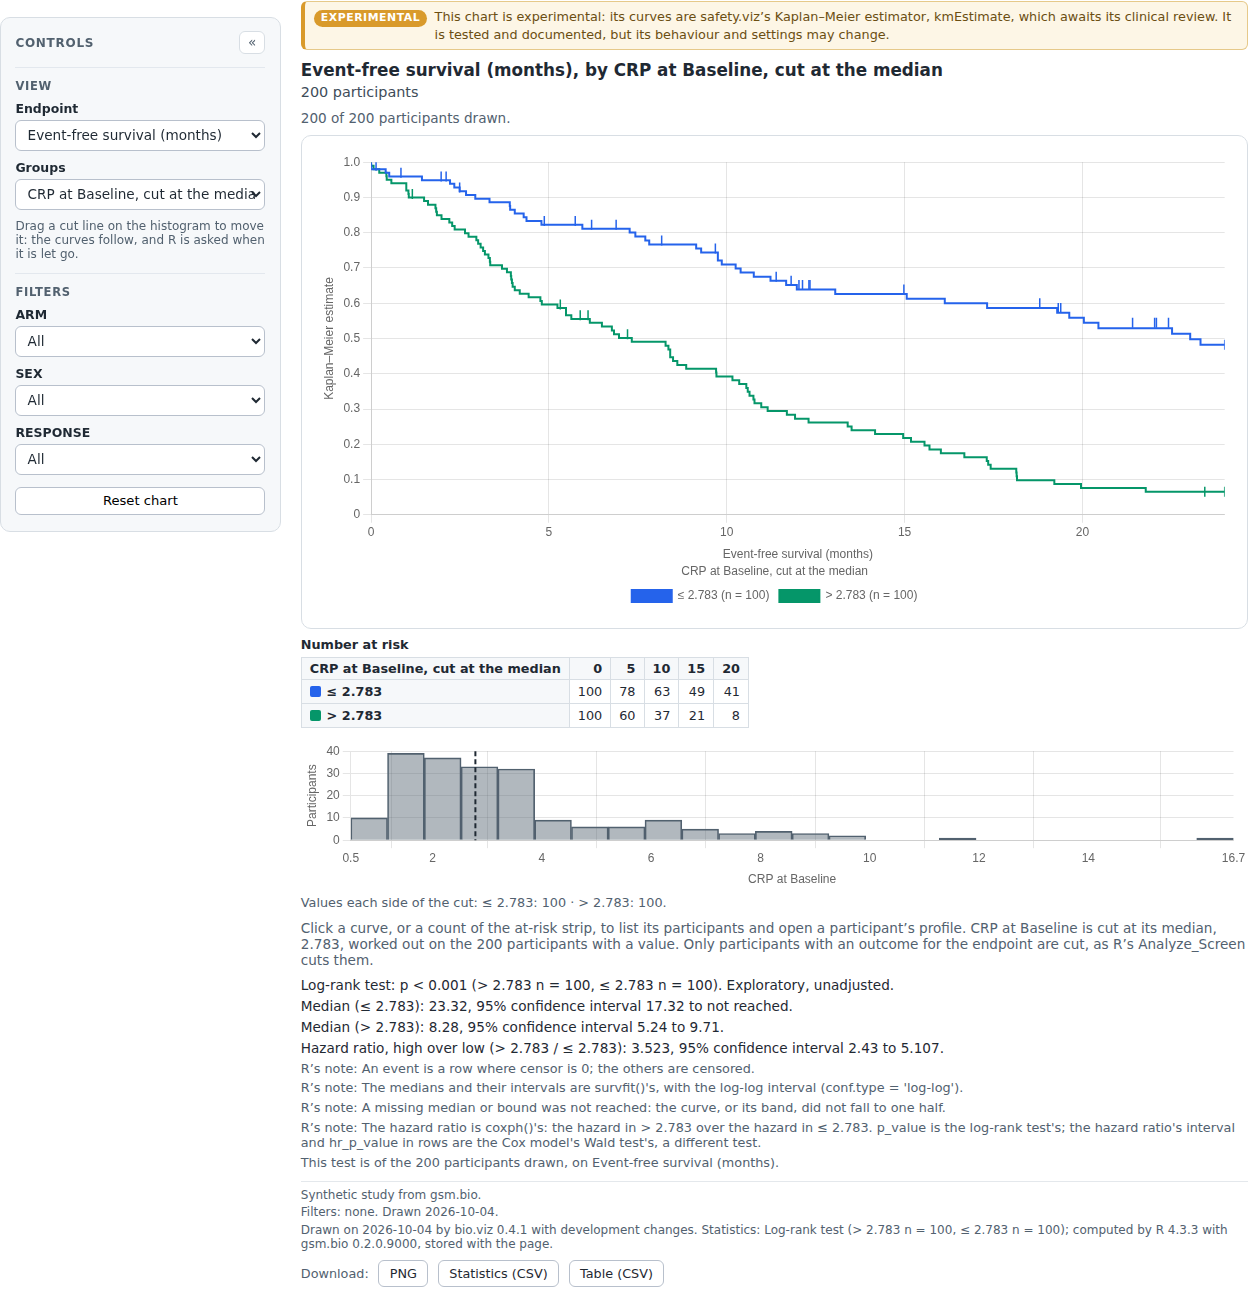 EXPERIMENTAL This chart is experimental: its curves are safety.viz’s Kaplan–Meier estimator, kmEstimate, which awaits its clinical review. It
is tested and documented, but its behaviour and settings may change.
CONTROLS «
VIEW
Endpoint
Event-free survival (months)
Groups
CRP at Baseline, cut at the media
Drag a cut line on the histogram to move
it: the curves follow, and R is asked when
it is let go.
FILTERS
ARM
All
SEX
All
RESPONSE
All
Reset chart
Event-free survival (months), by CRP at Baseline, cut at the median
200 participants
200 of 200 participants drawn.
Kaplan–Meier estimate
1.0
0.9
0.8
0.7
0.6
0.5
0.4
0.3
0.2
0.1
0
0 5 10 15 20
Event-free survival (months)
CRP at Baseline, cut at the median
≤ 2.783 (n = 100) > 2.783 (n = 100)
Number at risk
CRP at Baseline, cut at the median 0 5 10 15 20
≤ 2.783 100 78 63 49 41
> 2.783 100 60 37 21 8
Participants
40
30
20
10
0
0.5 2 4 6 8 10 12 14 16.7
CRP at Baseline
Values each side of the cut: ≤ 2.783: 100 · > 2.783: 100.
Click a curve, or a count of the at-risk strip, to list its participants and open a participant’s profile. CRP at Baseline is cut at its median,
2.783, worked out on the 200 participants with a value. Only participants with an outcome for the endpoint are cut, as R’s Analyze_Screen
cuts them.
Log-rank test: p < 0.001 (> 2.783 n = 100, ≤ 2.783 n = 100). Exploratory, unadjusted.
Median (≤ 2.783): 23.32, 95% confidence interval 17.32 to not reached.
Median (> 2.783): 8.28, 95% confidence interval 5.24 to 9.71.
Hazard ratio, high over low (> 2.783 / ≤ 2.783): 3.523, 95% confidence interval 2.43 to 5.107.
R’s note: An event is a row where censor is 0; the others are censored.
R’s note: The medians and their intervals are survfit()'s, with the log-log interval (conf.type = 'log-log').
R’s note: A missing median or bound was not reached: the curve, or its band, did not fall to one half.
R’s note: The hazard ratio is coxph()'s: the hazard in > 2.783 over the hazard in ≤ 2.783. p_value is the log-rank test's; the hazard ratio's interval
and hr_p_value in rows are the Cox model's Wald test's, a different test.
This test is of the 200 participants drawn, on Event-free survival (months).
Synthetic study from gsm.bio.
Filters: none. Drawn 2026-10-04.
Drawn on 2026-10-04 by bio.viz 0.4.1 with development changes. Statistics: Log-rank test (> 2.783 n = 100, ≤ 2.783 n = 100); computed by R 4.3.3 with
gsm.bio 0.2.0.9000, stored with the page.
Download: PNG Statistics (CSV) Table (CSV)